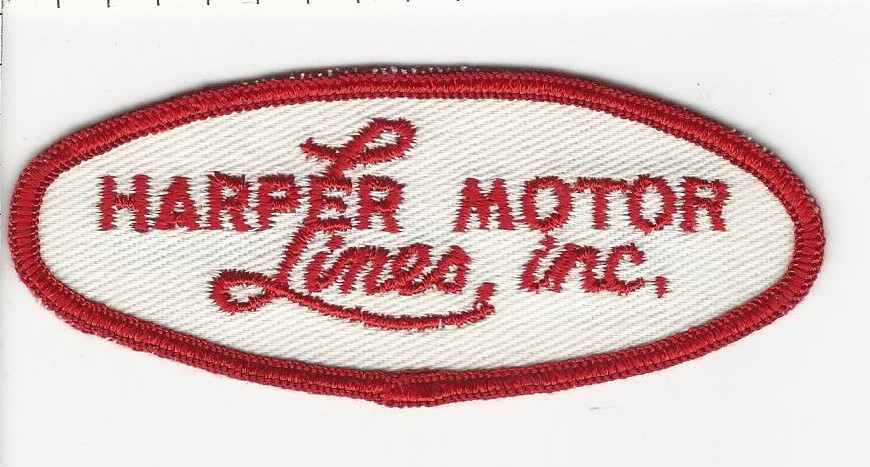 HARPER MOTOR
Lines, inc.